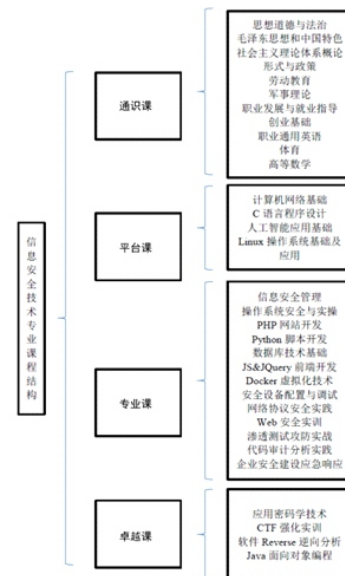 信息安全技术专业课程结构
通识课
思想道德与法治
毛泽东思想和中国特色
社会主义理论体系概论
形式与政策
劳动教育
军事理论
职业发展与就业指导
创业基础
职业通用英语
体育
高等数学
平台课
计算机网络基础
C 语言程序设计
人工智能应用基础
Linux 操作系统基础及
应用
专业课
信息安全管理
操作系统安全与实操
PHP 网站开发
Python 脚本开发
数据库技术基础
JS&JQuery 前端开发
Docker 虚拟化技术
安全设备配置与调试
网络协议安全实践
Web 安全实训
渗透测试攻防实战
代码审计分析实践
企业安全建设应急响应
卓越课
应用密码学技术
CTF 强化实训
软件 Reverse 逆向分析
Java 面向对象编程